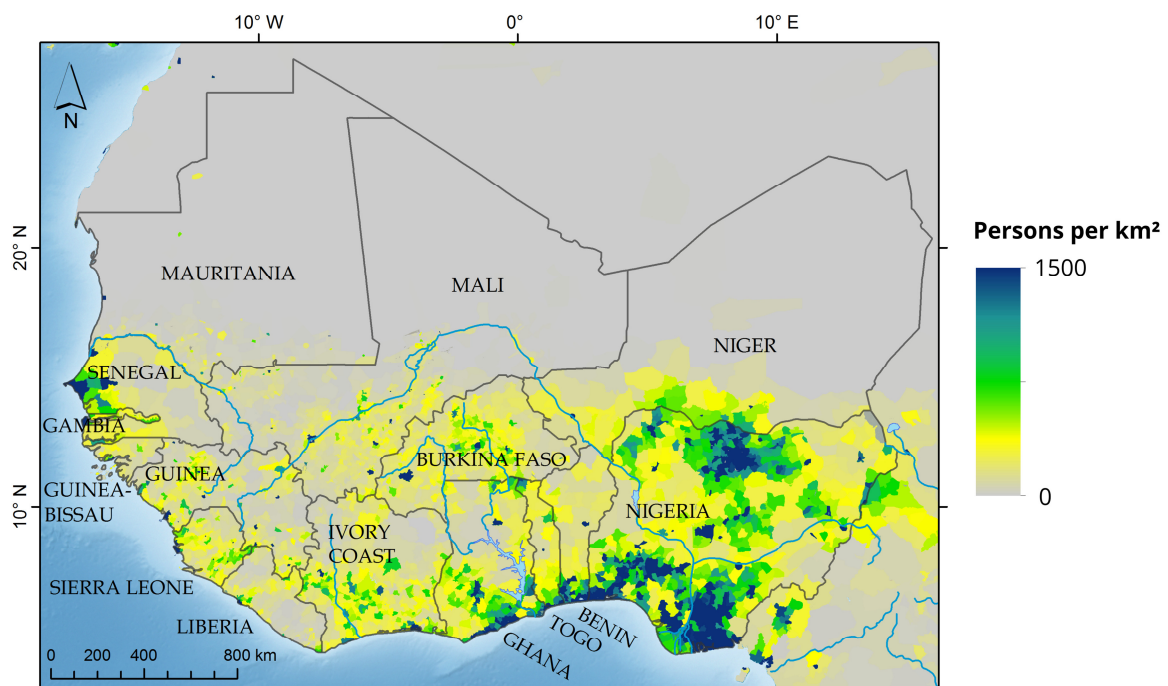 10° W
0°
10° E
N
20° N
10° N
MAURITANIA
MALI
NIGER
SENEGAL
GAMBIA
GUINEA
GUINEA-
BISSAU
BURKINA FASO
NIGERIA
IVORY
COAST
SIERRA LEONE
LIBERIA
BENIN
TOGO
GHANA
0 200 400 800 km
Persons per km²
1500
0